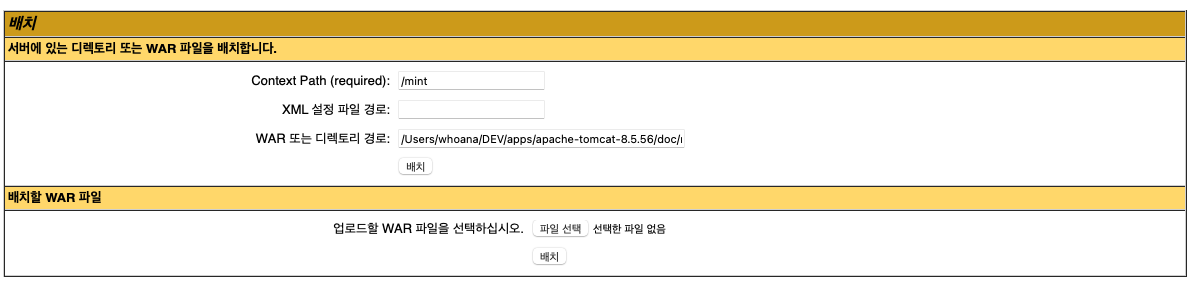 배치
서버에 있는 디렉토리 또는 WAR 파일을 배치합니다.
Context Path (required): /mint
XML 설정 파일 경로:
WAR 또는 디렉토리 경로: /Users/whoana/DEV/apps/apache-tomcat-8.5.56/doc/
배치
배치할 WAR 파일
업로드할 WAR 파일을 선택하십시오. 파일 선택 선택한 파일 없음
배치